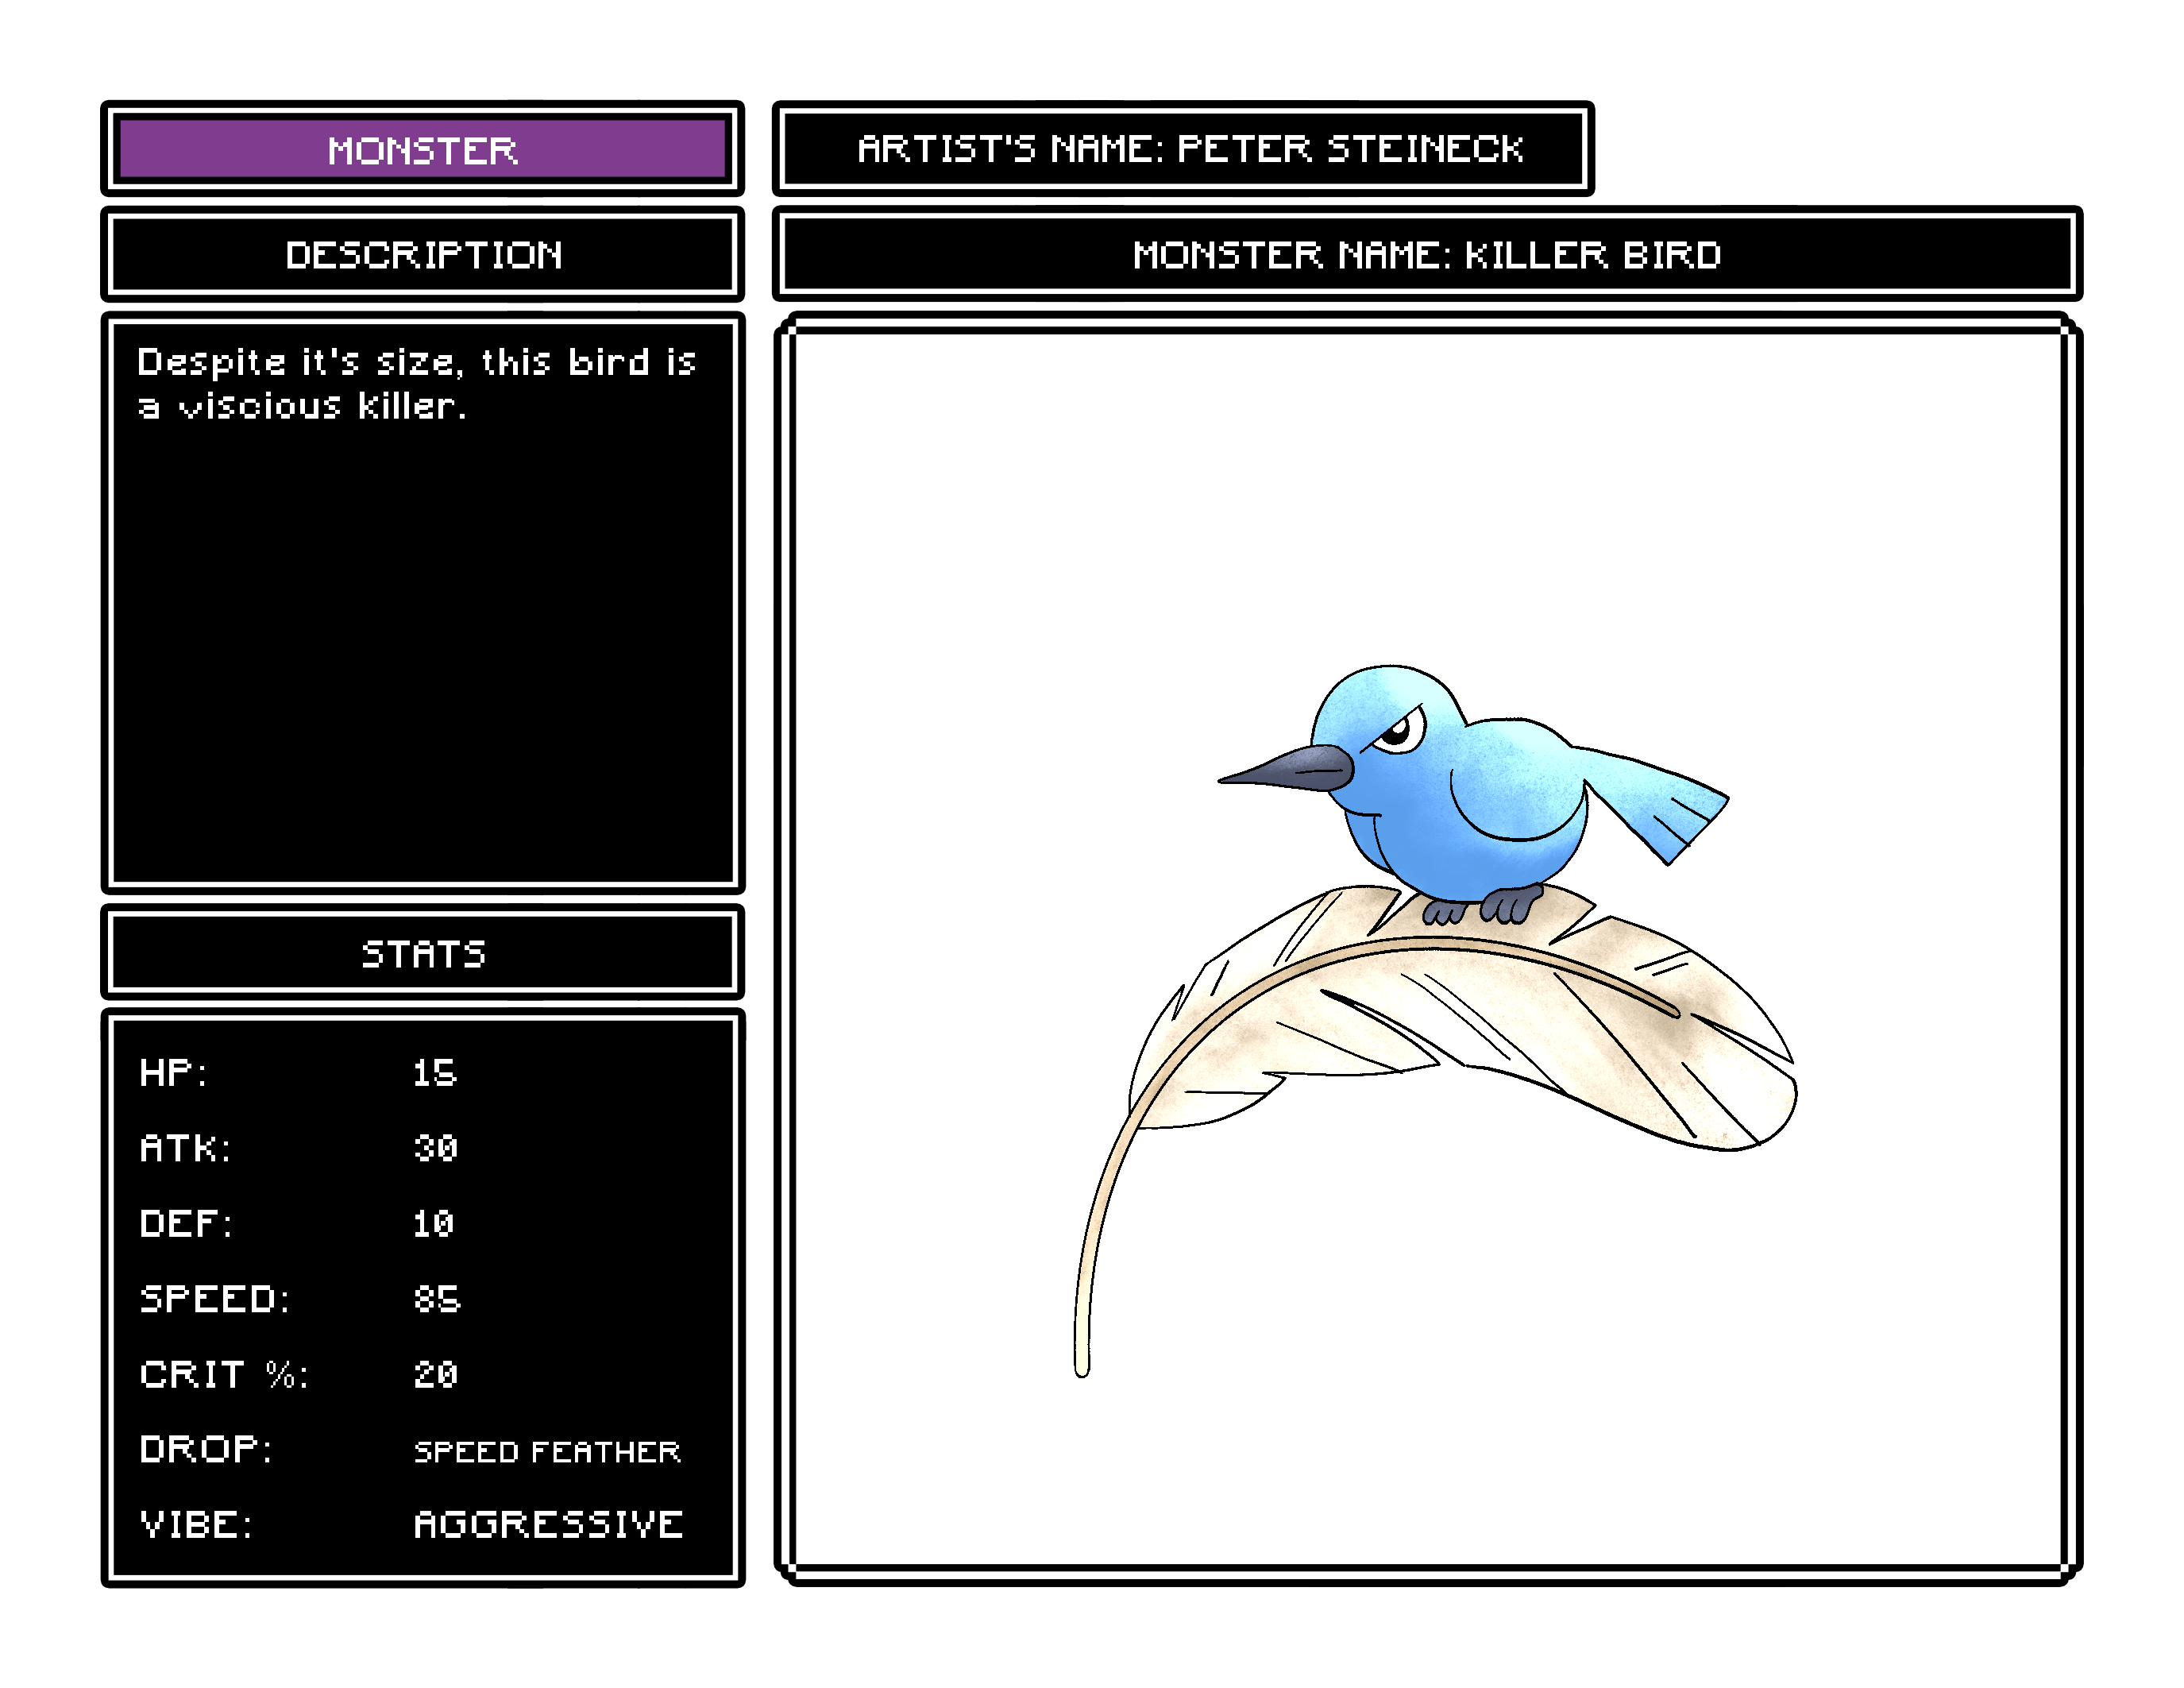 MONSTER
ARTIST'S NAME: PETER STEINECK
DESCRIPTION
MONSTER NAME: KILLER BIRD
Despite it's size, this bird is
a viscious killer.
STATS
HP: 15
ATK: 30
DEF: 10
SPEED: 85
CRIT %: 20
DROP: SPEED FEATHER
VIBE: AGGRESSIVE